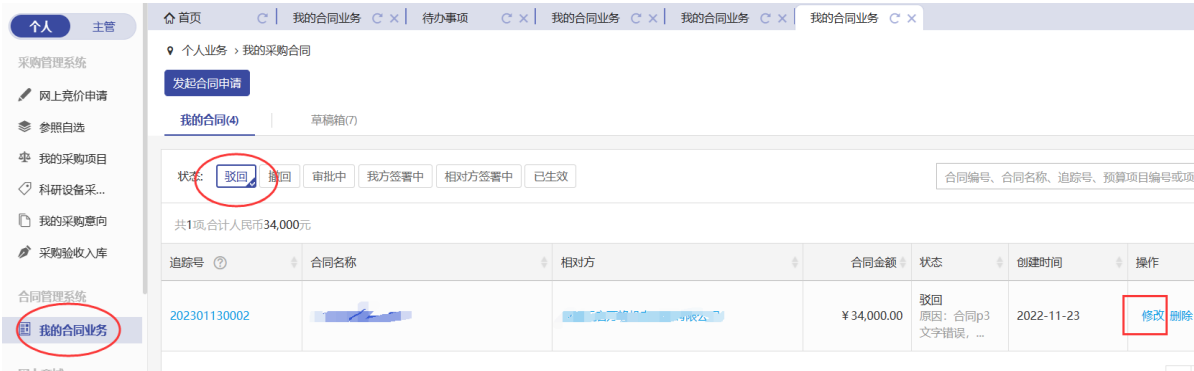 个人 主管
首页 我的合同业务 待办事项 我的合同业务 我的合同业务 我的合同业务
采购管理系统
网上竞价申请
参照自选
我的采购项目
科研设备采...
我的采购意向
采购验收入库
合同管理系统
我的合同业务
个人业务 › 我的采购合同
发起合同申请
我的合同(4) 草稿箱(7)
状态: 驳回 撤回 审批中 我方签署中 相对方签署中 已生效
合同编号、合同名称、追踪号、预算项目编号或项
共1项,合计人民币34,000元
追踪号 合同名称 相对方 合同金额 状态 创建时间 操作
202301130002 ¥34,000.00 驳回 2022-11-23 修改 删除
原因：合同p3
文字错误，...